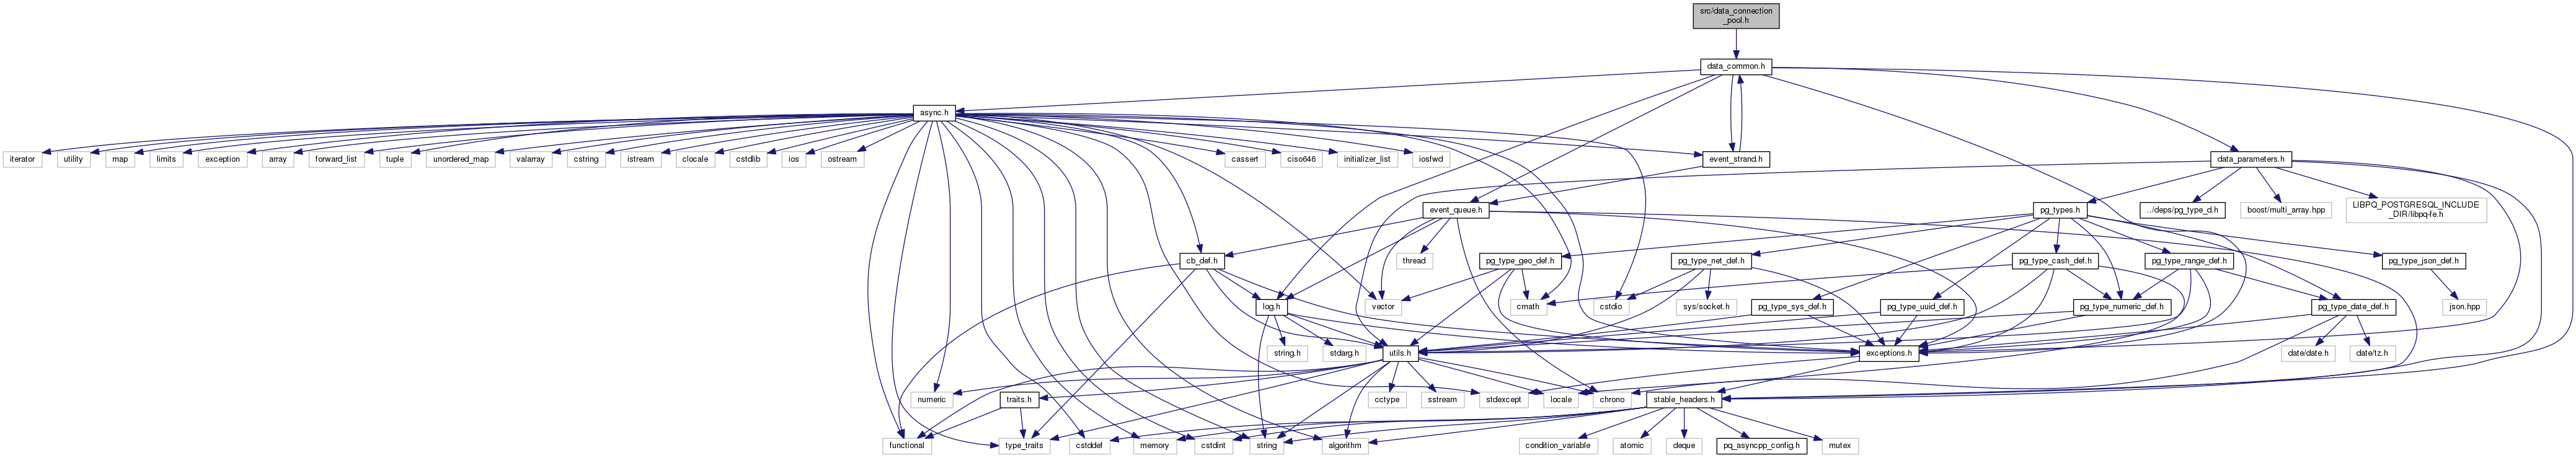 src/data_connection
_pool.h
data_common.h
async.h
iterator
utility
map
limits
exception
array
forward_list
tuple
unordered_map
valarray
cstring
istream
clocale
cstdlib
ios
ostream
cassert
ciso646
initializer_list
iosfwd
event_strand.h
data_parameters.h
event_queue.h
pg_types.h
../deps/pg_type_d.h
boost/multi_array.hpp
LIBPQ_POSTGRESQL_INCLUDE
_DIR/libpq-fe.h
cb_def.h
thread
pg_type_geo_def.h
pg_type_net_def.h
pg_type_cash_def.h
pg_type_range_def.h
pg_type_json_def.h
log.h
vector
cmath
cstdio
sys/socket.h
pg_type_sys_def.h
pg_type_uuid_def.h
pg_type_numeric_def.h
pg_type_date_def.h
json.hpp
string.h
stdarg.h
utils.h
exceptions.h
date/date.h
date/tz.h
numeric
traits.h
cctype
sstream
stdexcept
locale
chrono
stable_headers.h
functional
type_traits
cstddef
memory
cstdint
string
algorithm
condition_variable
atomic
deque
pq_asyncpp_config.h
mutex